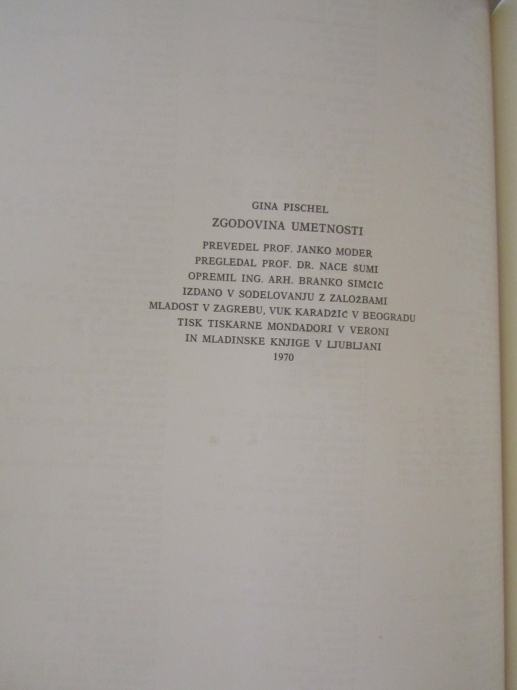 GINA PISCHEL
ZGODOVINA UMETNOSTI
PREVEDEL PROF. JANKO MODER
PREGLEDAL PROF. DR. NACE ŠUMI
OPREMIL ING. ARH. BRANKO SIMČIČ
IZDANO V SODELOVANJU Z ZALOŽBAMI
MLADOST V ZAGREBU, VUK KARADŽIĆ V BEOGRADU
TISK TISKARNE MONDADORI V VERONI
IN MLADINSKE KNJIGE V LJUBLJANI
1970